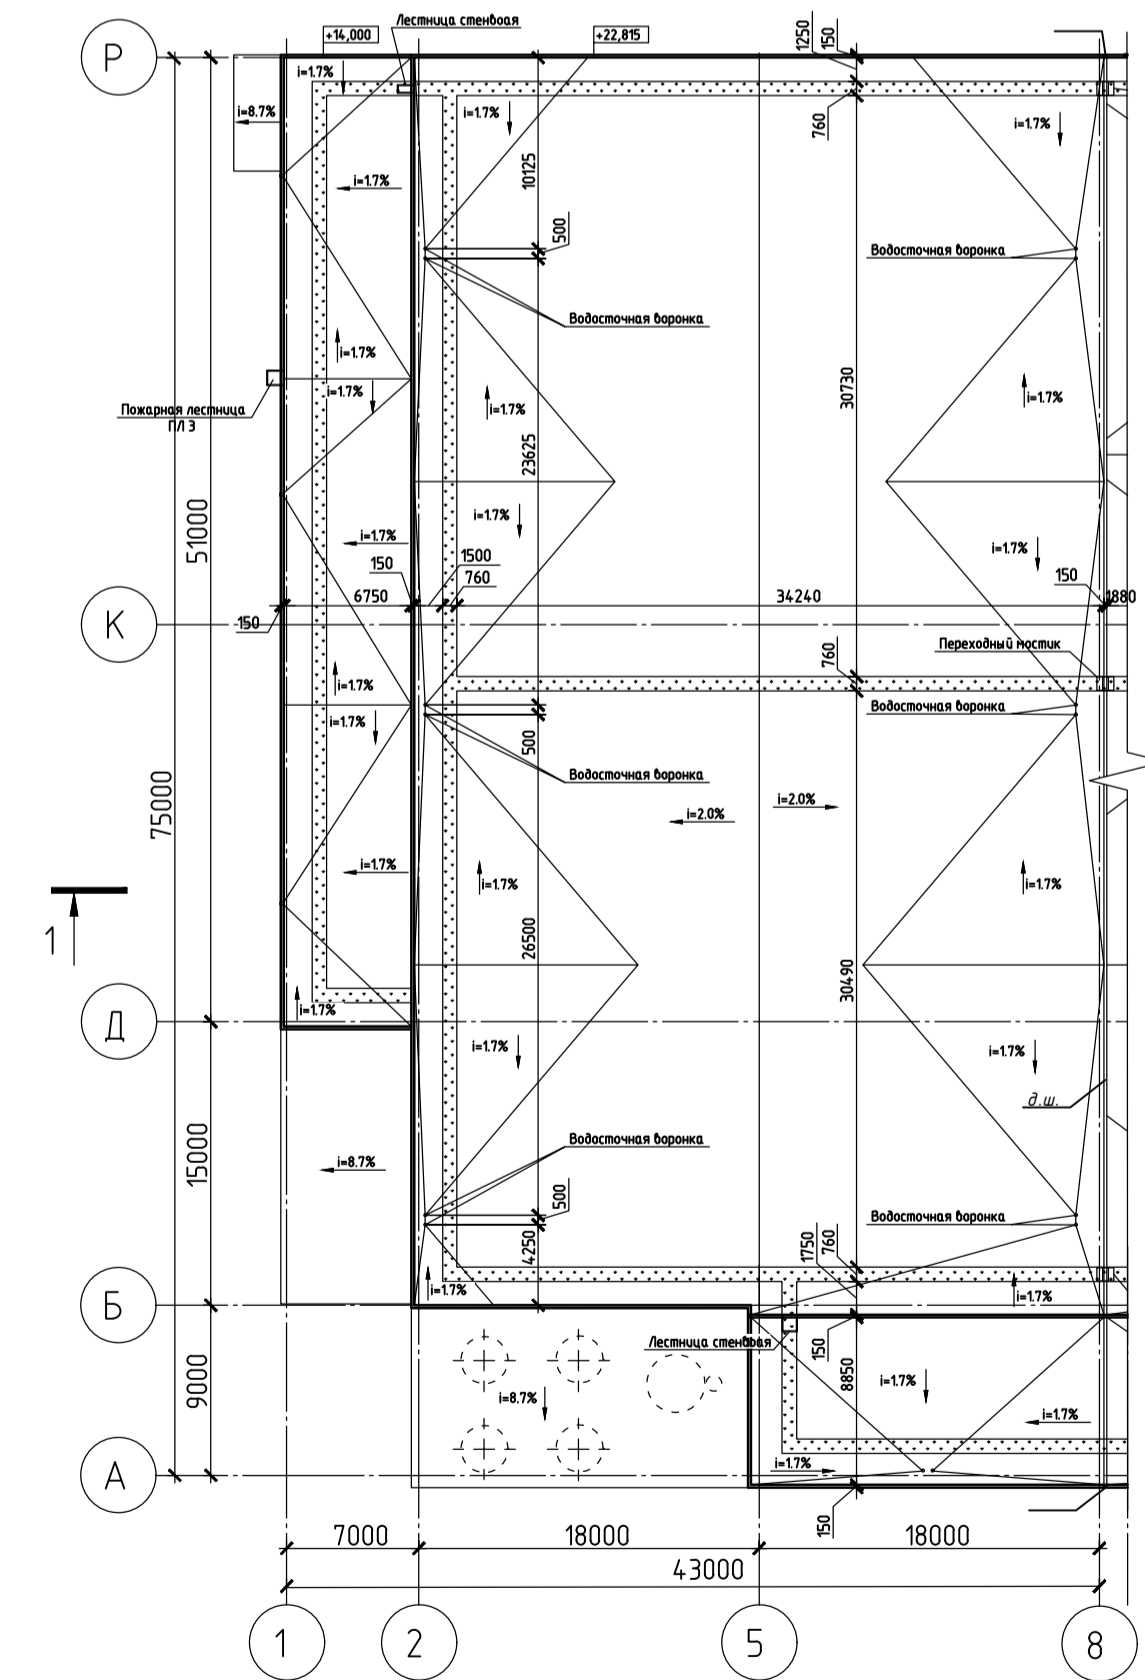 Лестница стенвоая
+14,000
+22,815
1250
150
Р
i=1.7%
i=8.7%
i=1.7%
760
i=1.7%
10125
i=1.7%
500
Водосточная воронка
Водосточная воронка
i=1.7%
i=1.7%
Пожарная лестница
ПЛ 3
i=1.7%
30730
i=1.7%
23625
51000
i=1.7%
i=1.7%
i=1.7%
150
1500
760
150
6750
34240
1880
150
К
760
Переходный мостик
i=1.7%
Водосточная воронка
i=1.7%
500
Водосточная воронка
75000
i=2.0%
i=2.0%
i=1.7%
i=1.7%
i=1.7%
1
26500
30490
i=1.7%
Д
i=1.7%
i=1.7%
д.ш.
15000
Водосточная воронка
i=8.7%
500
Водосточная воронка
4250
1750
760
i=1.7%
i=1.7%
Б
Лестница стенвоая
150
8850
9000
i=8.7%
i=1.7%
i=1.7%
i=1.7%
А
150
7000
18000
18000
43000
1
2
5
8